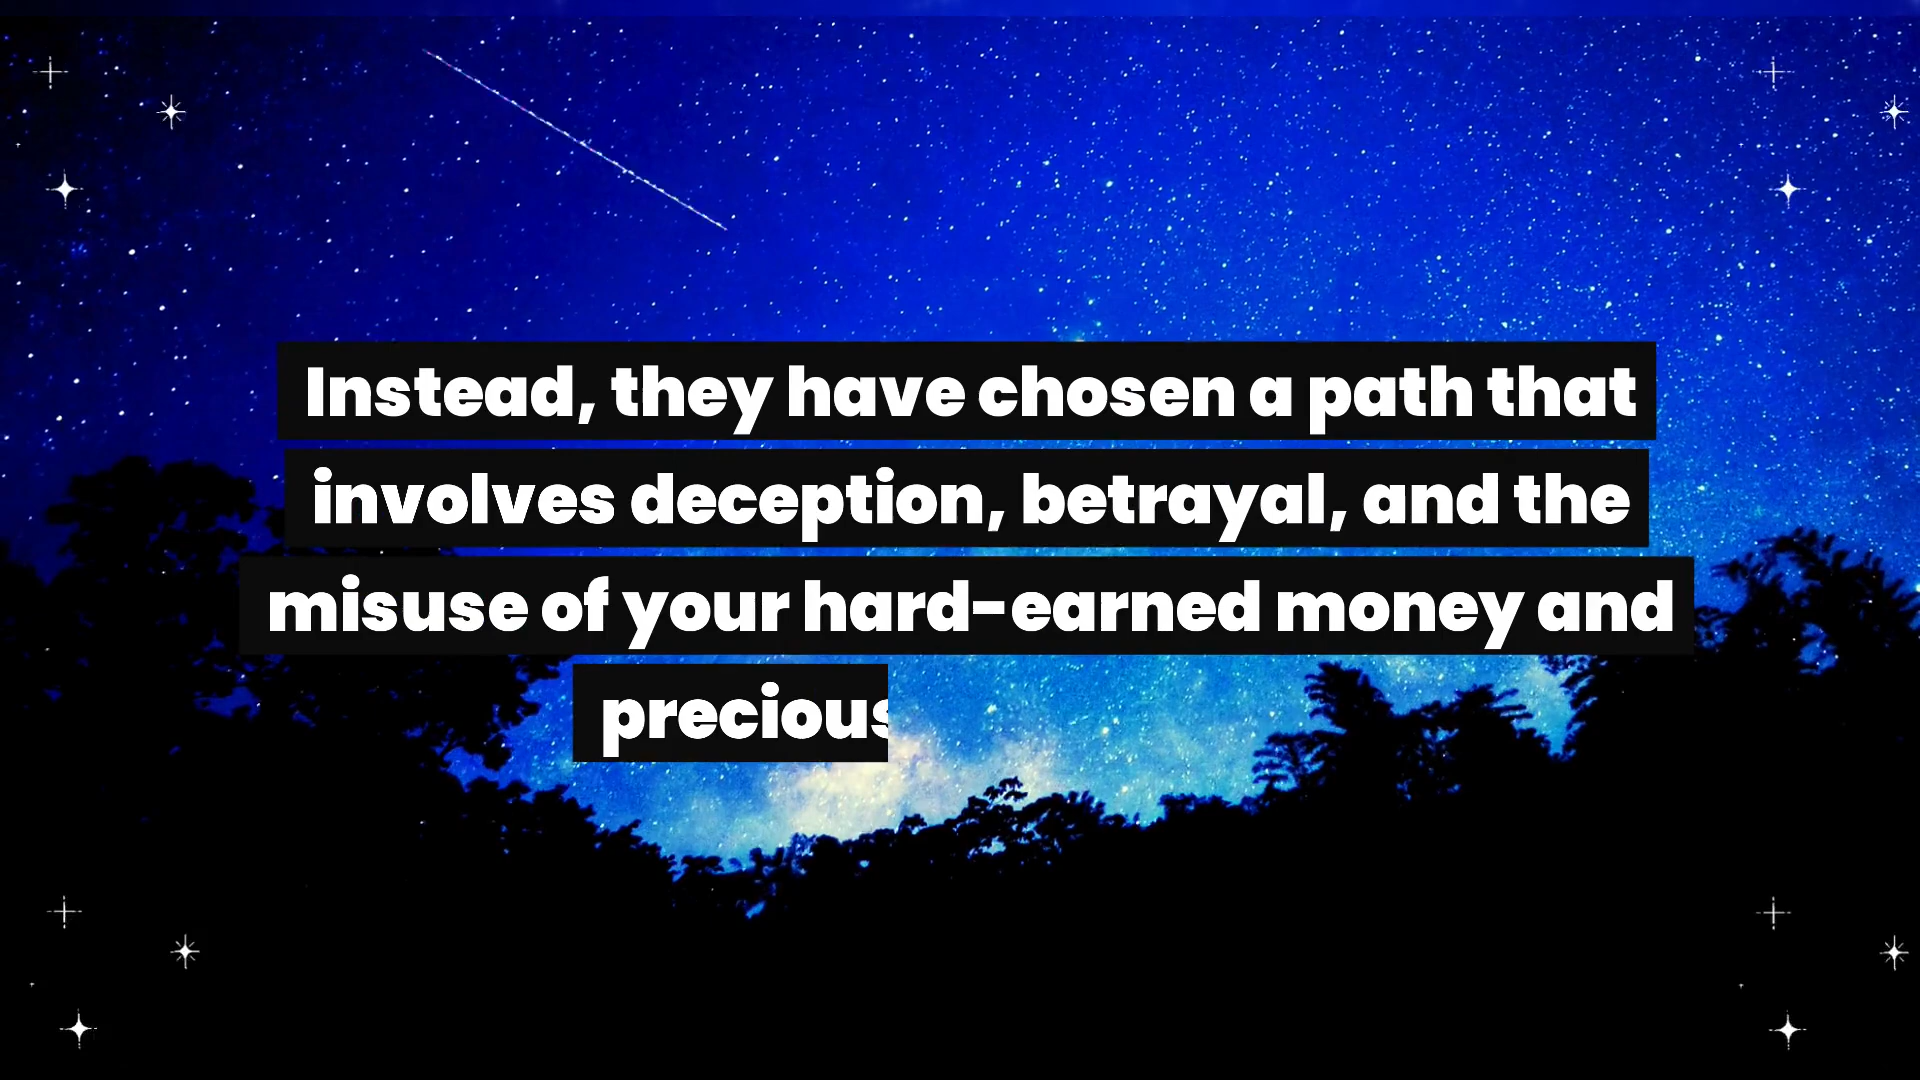 Instead, they have chosen a path that
involves deception, betrayal, and the
misuse of your hard-earned money and
precious